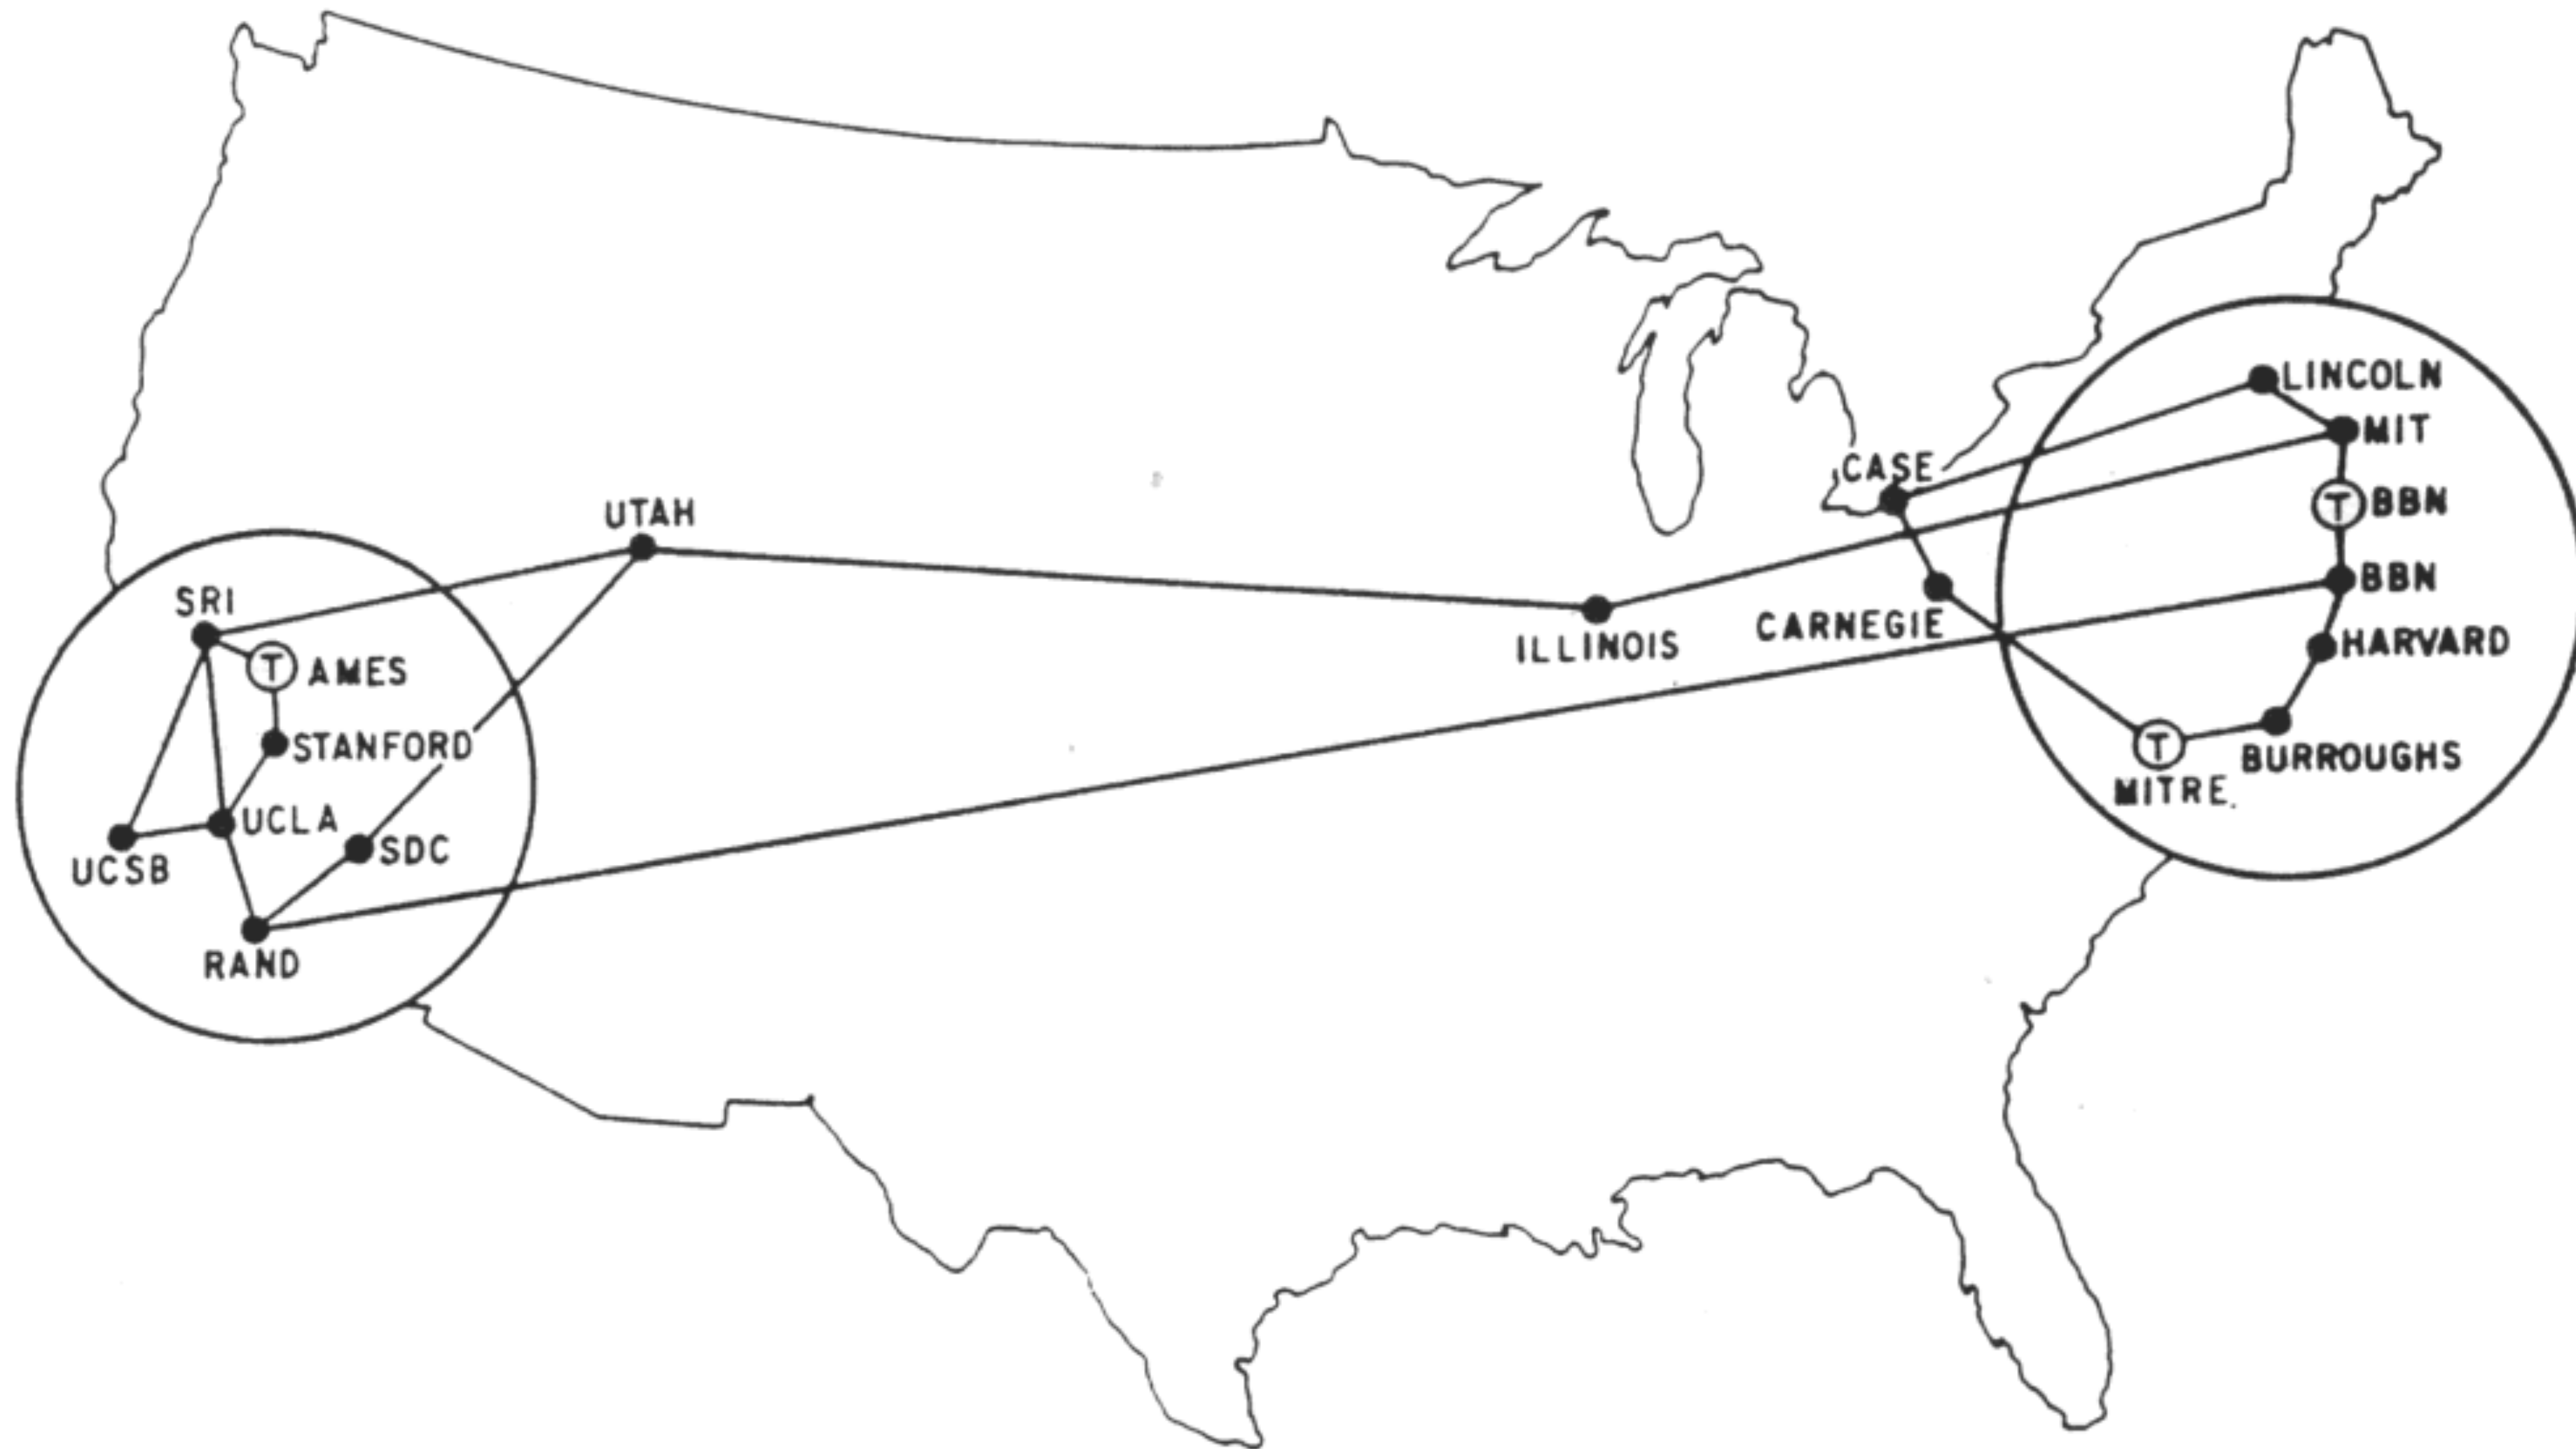 LINCOLN
MIT
CASE
T BBN
UTAH
BBN
SRI
CARNEGIE
HARVARD
ILLINOIS
T AMES
STANFORD
T
BURROUGHS
MITRE.
UCLA
SDC
UCSB
RAND